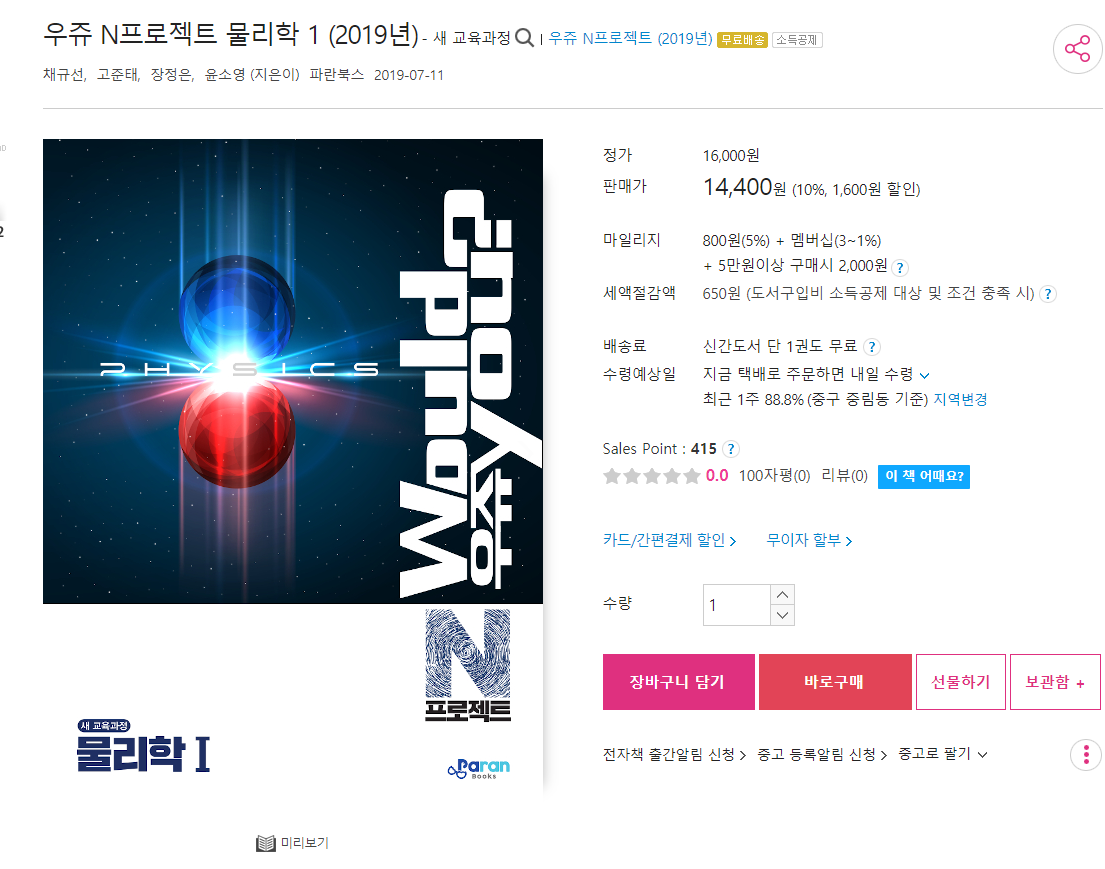 우쥬 N프로젝트 물리학 1 (2019년) - 새 교육과정 | 우쥬 N프로젝트 (2019년) 무료배송 소득공제
채규선, 고준태, 장정은, 윤소영 (지은이) 파란북스 2019-07-11
정가 16,000원
판매가 14,400원 (10%, 1,600원 할인)
마일리지 800원(5%) + 멤버십(3~1%)
+ 5만원이상 구매시 2,000원 ?
세액절감액 650원 (도서구입비 소득공제 대상 및 조건 충족 시) ?
배송료 신간도서 단 1권도 무료 ?
수령예상일 지금 택배로 주문하면 내일 수령
최근 1주 88.8% (중구 중림동 기준) 지역변경
Sales Point : 415 ?
0.0 100자평(0) 리뷰(0) 이 책 어때요?
카드/간편결제 할인 무이자 할부
수량 1
장바구니 담기 바로구매 선물하기 보관함 +
전자책 출간알림 신청 중고 등록알림 신청 중고로 팔기
PHYSICS
Would
N
프로젝트
새 교육과정
물리학 I
Paran
Books
미리보기
2